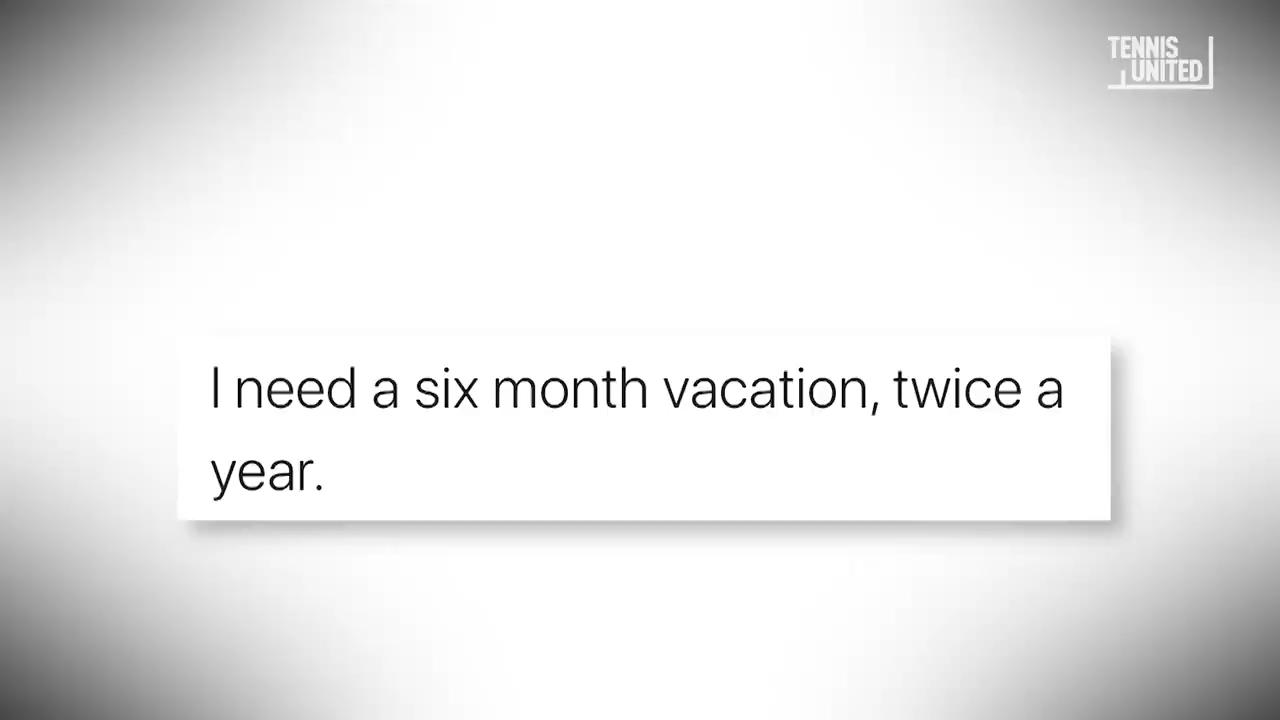 TENNIS
UNITED
I need a six month vacation, twice a
year.